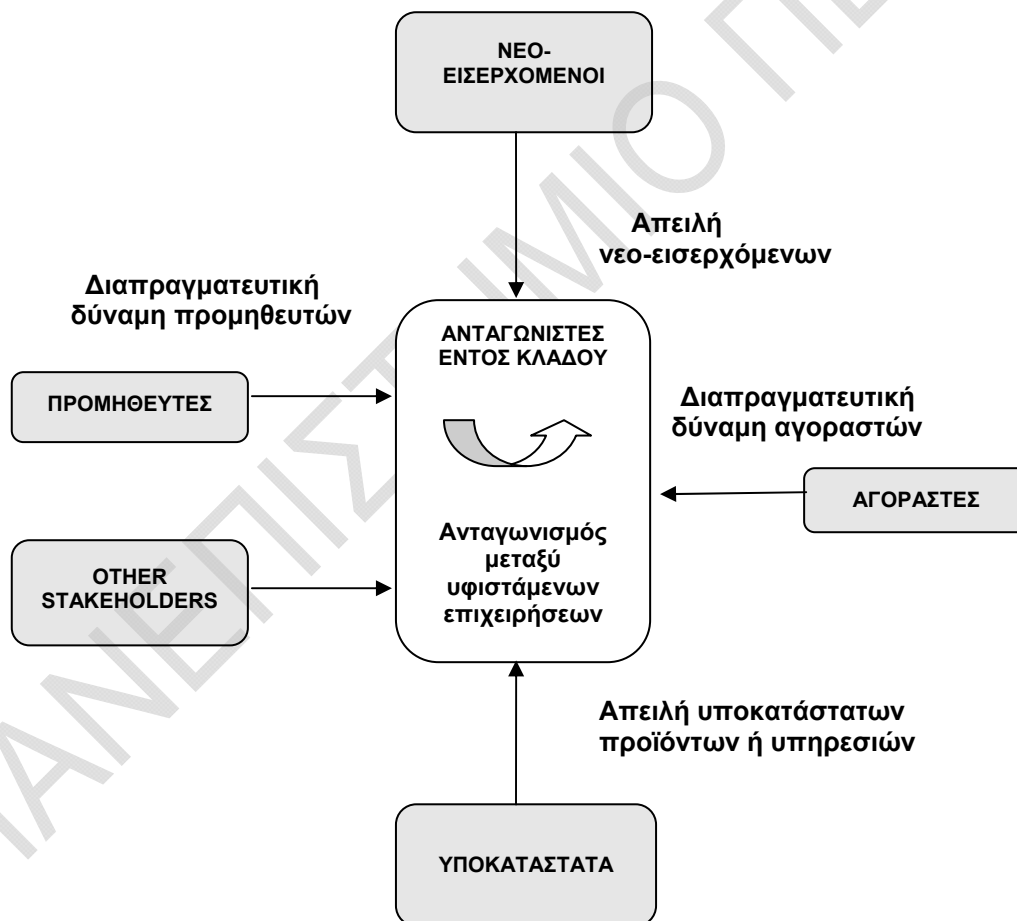 ΝΕΟ-
ΕΙΣΕΡΧΟΜΕΝΟΙ
Απειλή
νεο-εισερχόμενων
Διαπραγματευτική
δύναμη προμηθευτών
ΑΝΤΑΓΩΝΙΣΤΕΣ
ΕΝΤΟΣ ΚΛΑΔΟΥ
ΠΡΟΜΗΘΕΥΤΕΣ
Διαπραγματευτική
δύναμη αγοραστών
ΑΓΟΡΑΣΤΕΣ
Ανταγωνισμός
μεταξύ
υφιστάμενων
επιχειρήσεων
OTHER
STAKEHOLDERS
Απειλή υποκατάστατων
προϊόντων ή υπηρεσιών
ΥΠΟΚΑΤΑΣΤΑΤΑ
ΠΑΝΕΠΙΣΤΗΜΙΟ